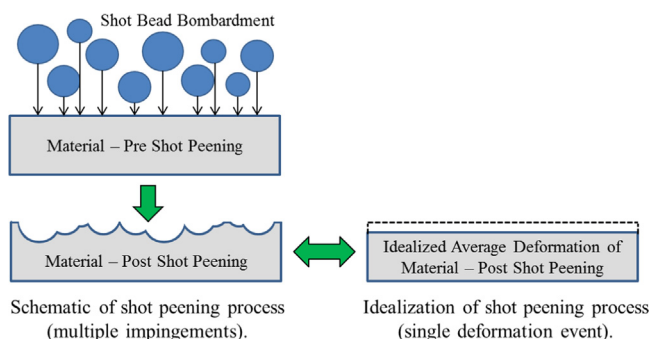 Shot Bead Bombardment
Material – Pre Shot Peening
Material – Post Shot Peening
Idealized Average Deformation of
Material – Post Shot Peening
Schematic of shot peening process
(multiple impingements).
Idealization of shot peening process
(single deformation event).